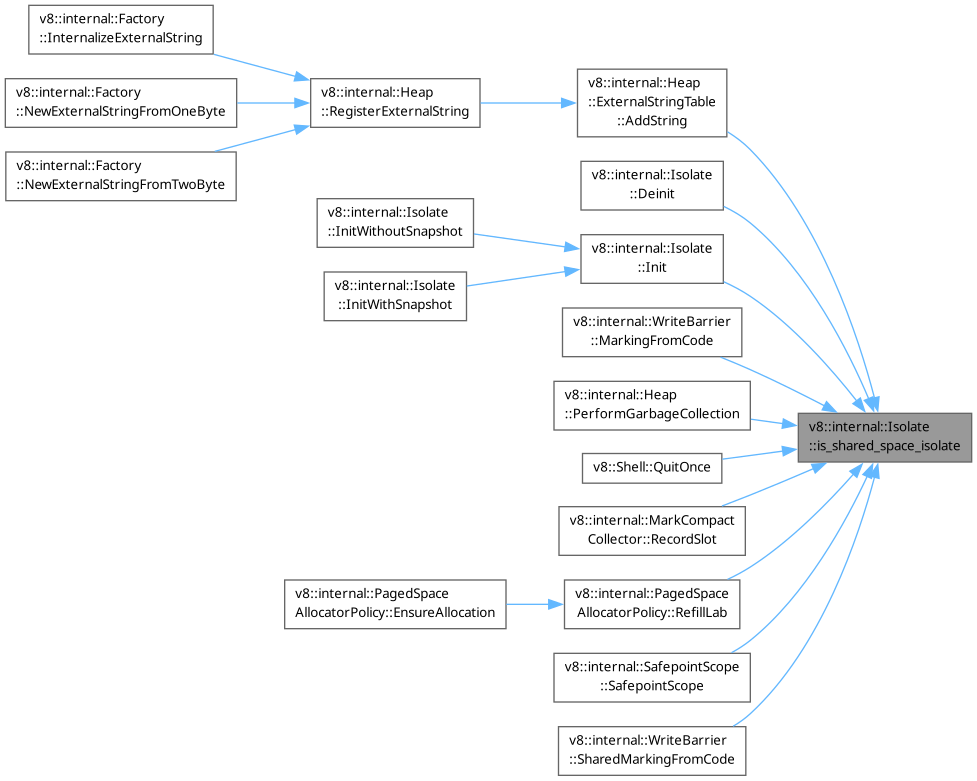 v8::internal::Factory
::InternalizeExternalString
v8::internal::Factory
::NewExternalStringFromOneByte
v8::internal::Factory
::NewExternalStringFromTwoByte
v8::internal::Heap
::RegisterExternalString
v8::internal::Isolate
::InitWithoutSnapshot
v8::internal::Isolate
::InitWithSnapshot
v8::internal::PagedSpace
AllocatorPolicy::EnsureAllocation
v8::internal::Heap
::ExternalStringTable
::AddString
v8::internal::Isolate
::Deinit
v8::internal::Isolate
::Init
v8::internal::WriteBarrier
::MarkingFromCode
v8::internal::Heap
::PerformGarbageCollection
v8::Shell::QuitOnce
v8::internal::MarkCompact
Collector::RecordSlot
v8::internal::PagedSpace
AllocatorPolicy::RefillLab
v8::internal::SafepointScope
::SafepointScope
v8::internal::WriteBarrier
::SharedMarkingFromCode
v8::internal::Isolate
::is_shared_space_isolate